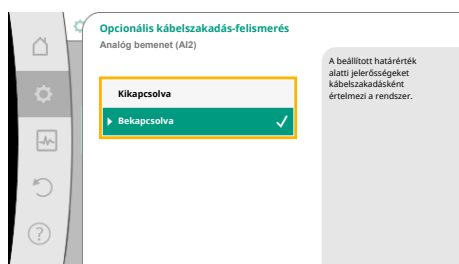 Opcionális kábelszakadás-felismerés
Analóg bemenet (AI2)
Kikapcsolva
Bekapcsolva
A beállított határérték
alatti jelerősségeket
kábelszakadásként
értelmezi a rendszer.
?